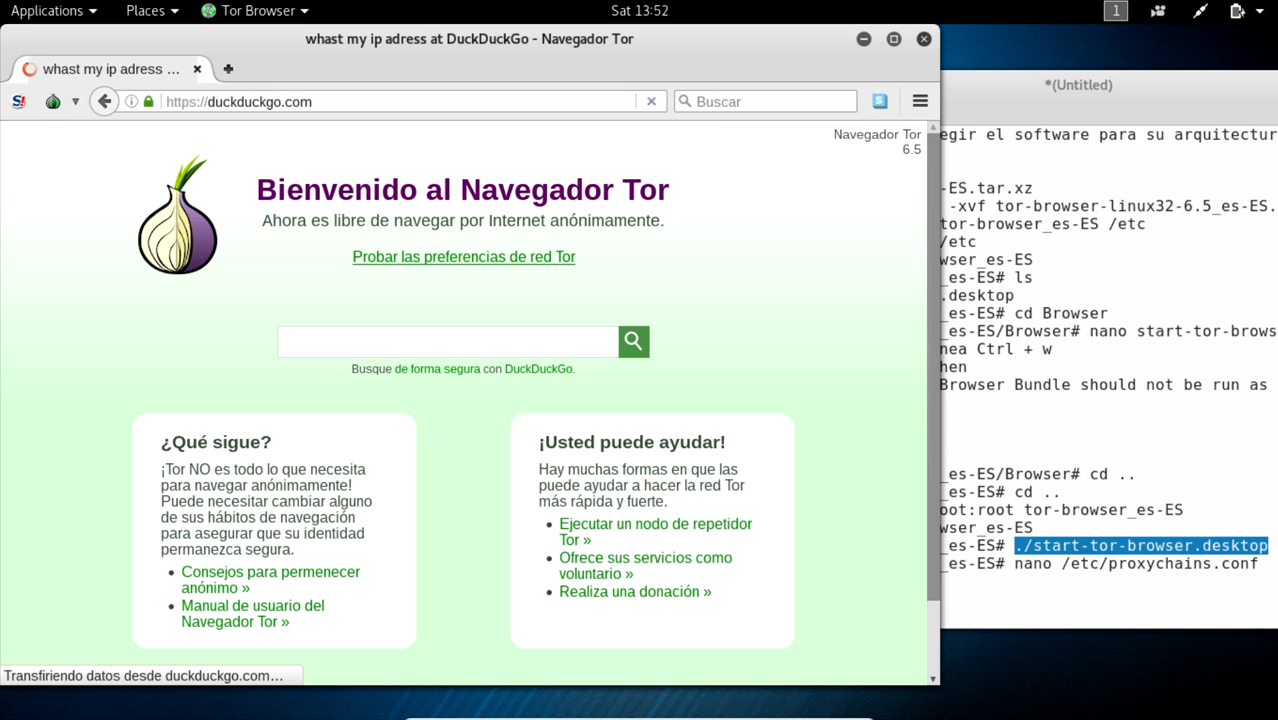 Applications Places Tor Browser Sat 13:52 1
whast my ip adress at DuckDuckGo - Navegador Tor
whast my ip adress …
https://duckduckgo.com Buscar
Navegador Tor
6.5
Bienvenido al Navegador Tor
Ahora es libre de navegar por Internet anónimamente.
Probar las preferencias de red Tor
Busque de forma segura con DuckDuckGo.
¿Qué sigue?
¡Tor NO es todo lo que necesita
para navegar anónimamente!
Puede necesitar cambiar alguno
de sus hábitos de navegación
para asegurar que su identidad
permanezca segura.
Consejos para permenecer
anónimo »
Manual de usuario del
Navegador Tor »
¡Usted puede ayudar!
Hay muchas formas en que las
puede ayudar a hacer la red Tor
más rápida y fuerte.
Ejecutar un nodo de repetidor
Tor »
Ofrece sus servicios como
voluntario »
Realiza una donación »
Transfiriendo datos desde duckduckgo.com…
*(Untitled)
egir el software para su arquitectur
-ES.tar.xz
-xvf tor-browser-linux32-6.5_es-ES.
tor-browser_es-ES /etc
/etc
wser_es-ES
_es-ES# ls
.desktop
_es-ES# cd Browser
_es-ES/Browser# nano start-tor-brows
nea Ctrl + w
hen
Browser Bundle should not be run as
_es-ES/Browser# cd ..
_es-ES# cd ..
oot:root tor-browser_es-ES
wser_es-ES
_es-ES# ./start-tor-browser.desktop
_es-ES# nano /etc/proxychains.conf